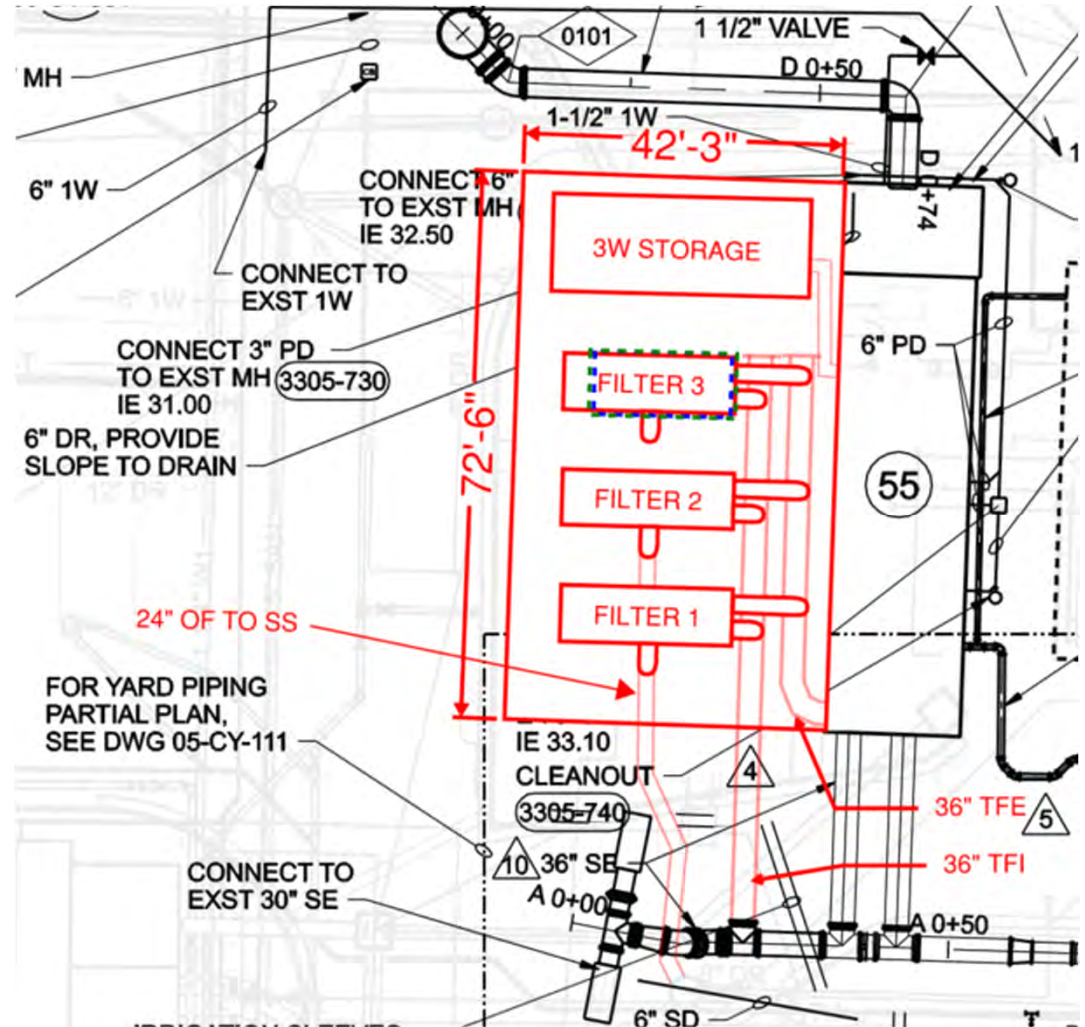 0101
1 1/2" VALVE
MH
D 0+50
1-1/2" 1W
42'-3"
6" 1W
CONNECT 6"
TO EXST MH
IE 32.50
D
+74
3W STORAGE
CONNECT TO
EXST 1W
CONNECT 3" PD
TO EXST MH 3305-730
IE 31.00
6" PD
FILTER 3
6" DR, PROVIDE
SLOPE TO DRAIN
72'-6"
FILTER 2
55
FILTER 1
24" OF TO SS
FOR YARD PIPING
PARTIAL PLAN,
SEE DWG 05-CY-111
IE 33.10
CLEANOUT
3305-740
4
36" TFE 5
10 36" SE
36" TFI
CONNECT TO
EXST 30" SE
A 0+00
A 0+50
6" SD